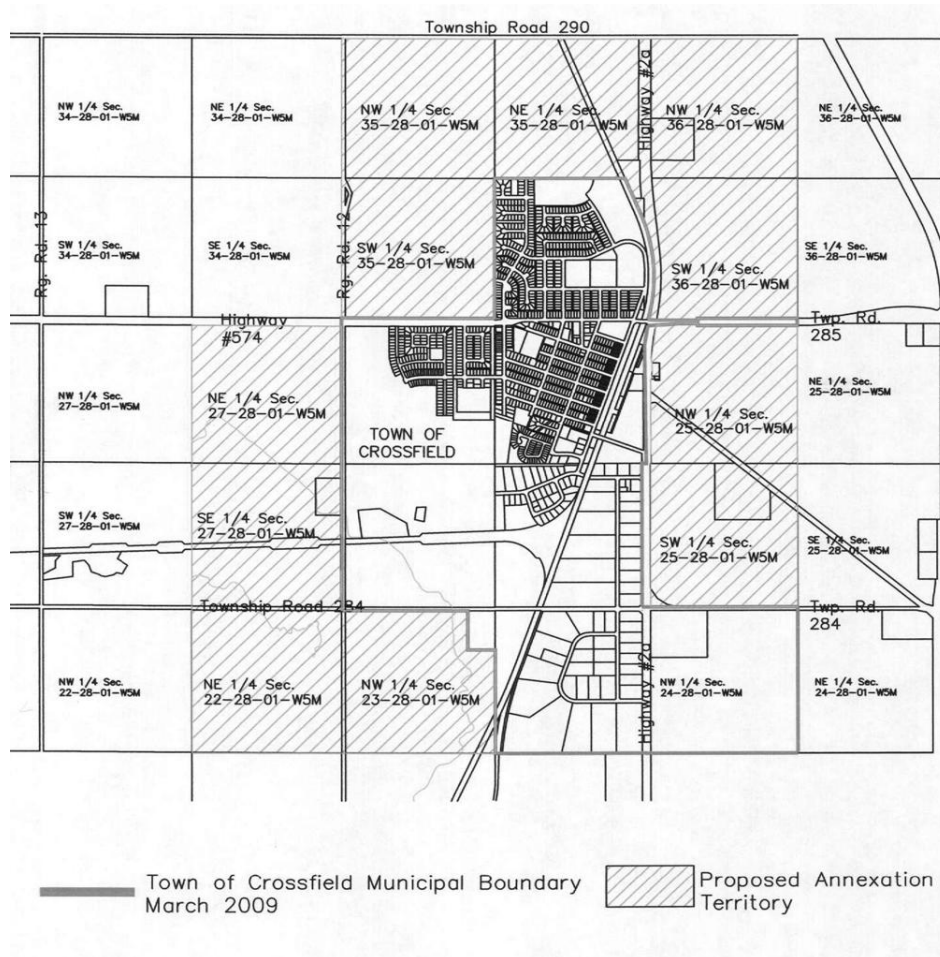 Township Road 290
NW 1/4 Sec.
34-28-01-W5M
NE 1/4 Sec.
34-28-01-W5M
NW 1/4 Sec.
35-28-01-W5M
NE 1/4 Sec.
35-28-01-W5M
Highway #2a
NW 1/4 Sec.
36-28-01-W5M
NE 1/4 Sec.
36-28-01-W5M
Rg. Rd. 13
SW 1/4 Sec.
34-28-01-W5M
SE 1/4 Sec.
34-28-01-W5M
Rg. Rd. 12
SW 1/4 Sec.
35-28-01-W5M
SW 1/4 Sec.
36-28-01-W5M
SE 1/4 Sec.
36-28-01-W5M
Highway
#574
Twp. Rd.
285
NW 1/4 Sec.
27-28-01-W5M
NE 1/4 Sec.
27-28-01-W5M
TOWN OF
CROSSFIELD
NW 1/4 Sec.
25-28-01-W5M
NE 1/4 Sec.
25-28-01-W5M
SW 1/4 Sec.
27-28-01-W5M
SE 1/4 Sec.
27-28-01-W5M
SW 1/4 Sec.
25-28-01-W5M
SE 1/4 Sec.
25-28-01-W5M
Township Road 284
Twp. Rd.
284
NW 1/4 Sec.
22-28-01-W5M
NE 1/4 Sec.
22-28-01-W5M
NW 1/4 Sec.
23-28-01-W5M
Highway #2a
NW 1/4 Sec.
24-28-01-W5M
NE 1/4 Sec.
24-28-01-W5M
Town of Crossfield Municipal Boundary
March 2009
Proposed Annexation
Territory